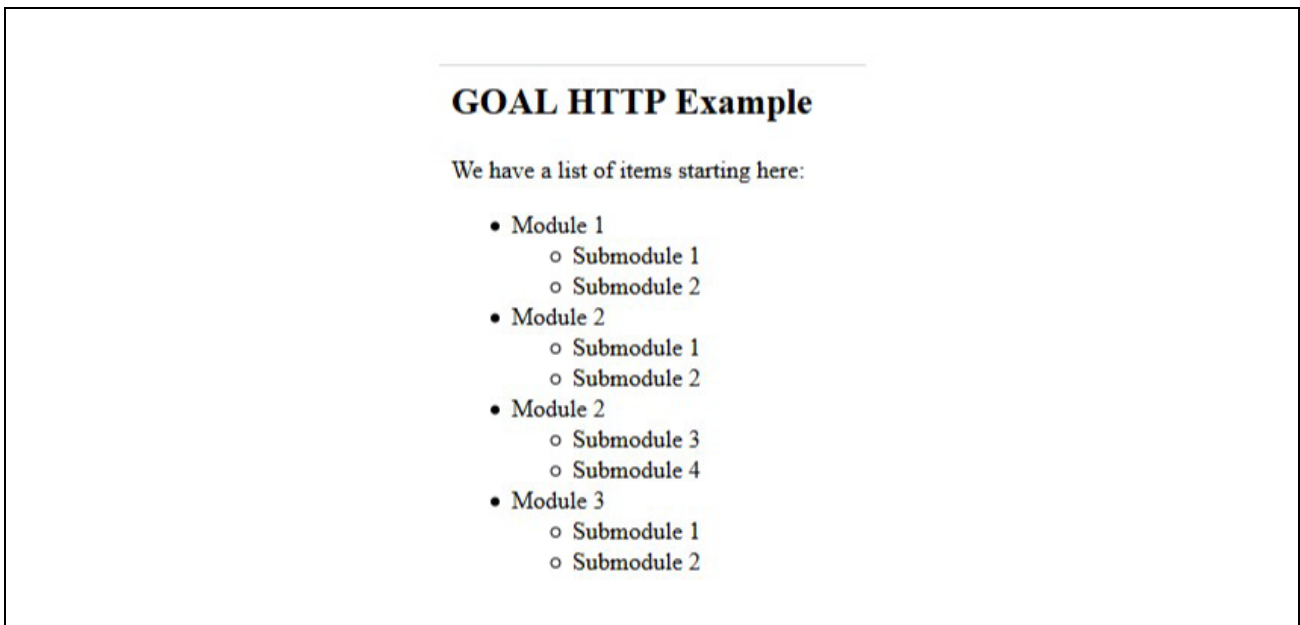 GOAL HTTP Example
We have a list of items starting here:
• Module 1
o Submodule 1
o Submodule 2
• Module 2
o Submodule 1
o Submodule 2
• Module 2
o Submodule 3
o Submodule 4
• Module 3
o Submodule 1
o Submodule 2